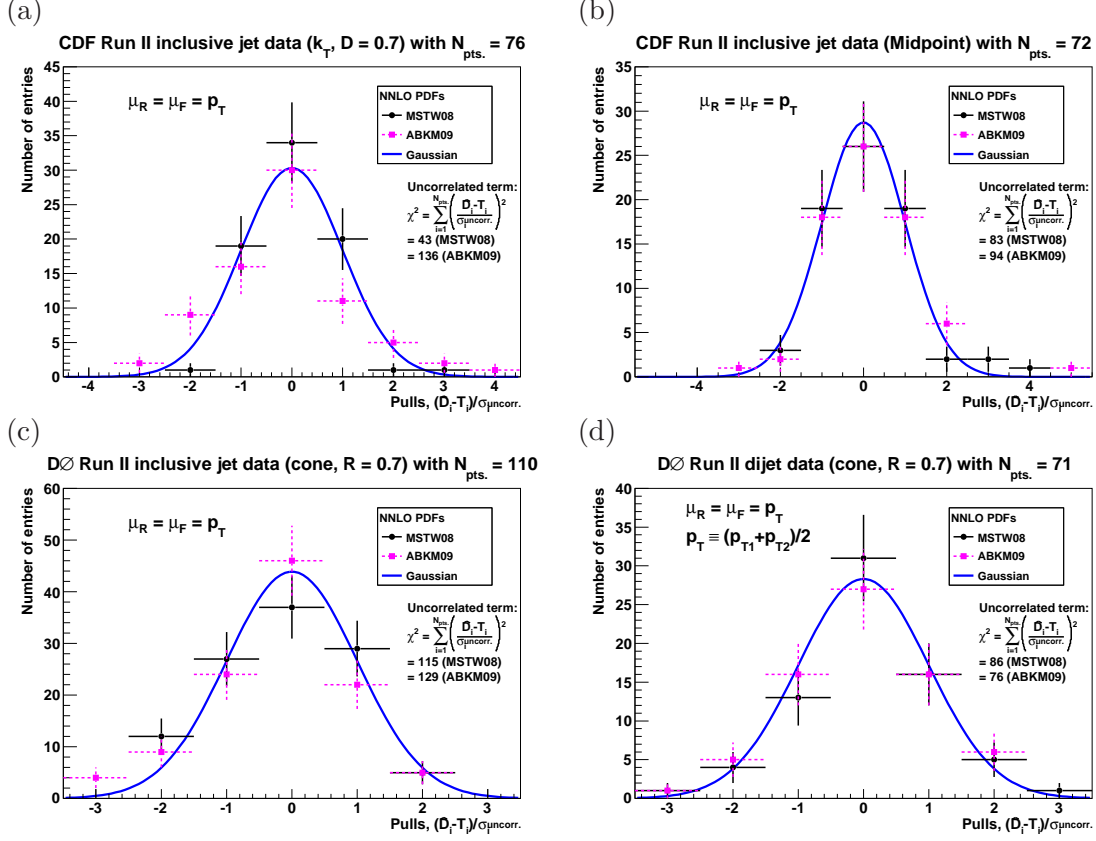 (a)
CDF Run II inclusive jet data (k_T, D = 0.7) with N_pts. = 76
Number of entries
45
40
35
30
25
20
15
10
5
0
μ_R = μ_F = p_T
NNLO PDFs
MSTW08
ABKM09
Gaussian
Uncorrelated term:
χ² = Σ_{i=1}^{N_pts.} ( (D_i-T_i) / σ_i^uncorr. )²
= 43 (MSTW08)
= 136 (ABKM09)
-4 -3 -2 -1 0 1 2 3 4
Pulls, (D_i-T_i)/σ_i^uncorr.
(b)
CDF Run II inclusive jet data (Midpoint) with N_pts. = 72
Number of entries
35
30
25
20
15
10
5
0
μ_R = μ_F = p_T
NNLO PDFs
MSTW08
ABKM09
Gaussian
Uncorrelated term:
χ² = Σ_{i=1}^{N_pts.} ( (D_i-T_i) / σ_i^uncorr. )²
= 83 (MSTW08)
= 94 (ABKM09)
-4 -2 0 2 4
Pulls, (D_i-T_i)/σ_i^uncorr.
(c)
DØ Run II inclusive jet data (cone, R = 0.7) with N_pts. = 110
Number of entries
60
50
40
30
20
10
0
μ_R = μ_F = p_T
NNLO PDFs
MSTW08
ABKM09
Gaussian
Uncorrelated term:
χ² = Σ_{i=1}^{N_pts.} ( (D_i-T_i) / σ_i^uncorr. )²
= 115 (MSTW08)
= 129 (ABKM09)
-3 -2 -1 0 1 2 3
Pulls, (D_i-T_i)/σ_i^uncorr.
(d)
DØ Run II dijet data (cone, R = 0.7) with N_pts. = 71
Number of entries
40
35
30
25
20
15
10
5
0
μ_R = μ_F = p_T
p_T ≡ (p_T1+p_T2)/2
NNLO PDFs
MSTW08
ABKM09
Gaussian
Uncorrelated term:
χ² = Σ_{i=1}^{N_pts.} ( (D_i-T_i) / σ_i^uncorr. )²
= 86 (MSTW08)
= 76 (ABKM09)
-3 -2 -1 0 1 2 3
Pulls, (D_i-T_i)/σ_i^uncorr.